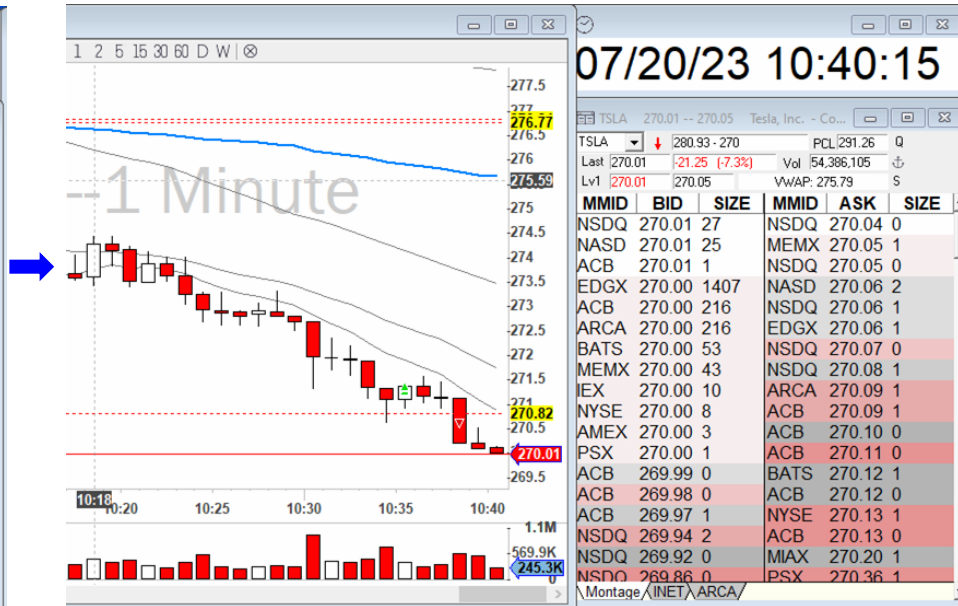 07/20/23 10:40:15
1 2 5 15 30 60 D W
--1 Minute
277.5
277
276.77
276.5
276
275.59
275
274.5
274
273.5
273
272.5
272
271.5
271
270.82
270.5
270.01
269.5
10:18
10:20
10:25
10:30
10:35
10:40
1.1M
569.9K
245.3K
0
TSLA 270.01 -- 270.05 Tesla, Inc. - Co...
TSLA 280.93 - 270 PCL 291.26 Q
Last 270.01 -21.25 (-7.3%) Vol 54,386,105
Lv1 270.01 270.05 VWAP: 275.79 S
MMID BID SIZE MMID ASK SIZE
NSDQ 270.01 27 NSDQ 270.04 0
NASD 270.01 25 MEMX 270.05 1
ACB 270.01 1 NSDQ 270.05 0
EDGX 270.00 1407 NASD 270.06 2
ACB 270.00 216 NSDQ 270.06 1
ARCA 270.00 216 EDGX 270.06 1
BATS 270.00 53 NSDQ 270.07 0
MEMX 270.00 43 NSDQ 270.08 1
IEX 270.00 10 ARCA 270.09 1
NYSE 270.00 8 ACB 270.09 1
AMEX 270.00 3 ACB 270.10 0
PSX 270.00 1 ACB 270.11 0
ACB 269.99 0 BATS 270.12 1
ACB 269.98 0 ACB 270.12 0
ACB 269.97 1 NYSE 270.13 1
NSDQ 269.94 2 ACB 270.13 0
NSDQ 269.92 0 MIAX 270.20 1
NSDQ 269.86 0 PSX 270.36 1
Montage INET ARCA